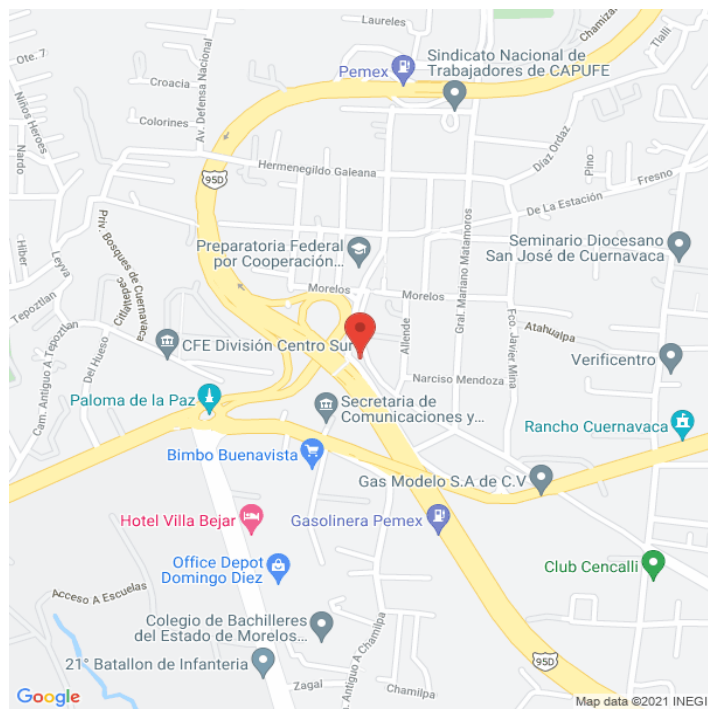 Laureles
Chamiza
Ote. 7
Croacia
Av. Defensa Nacional
Pemex
Sindicato Nacional de
Trabajadores de CAPUFE
Tlalli
Niños Heroes
Colorines
Nardo
Hermenegildo Galeana
Díaz Ordaz
Pino
Fresno
95D
De La Estación
Priv. Bosques de Cuernavaca
Hiber
Leyva
Gral. Mariano Matamoros
Preparatoria Federal
por Cooperación...
Seminario Diocesano
San José de Cuernavaca
Citlaltepec
Tepoztlan
Morelos
Morelos
Atahualpa
Fco. Javier Mina
Allende
CFE División Centro Sur
Verificentro
Cam. Antiguo A Tepoztlan
Del Hueso
Narciso Mendoza
Paloma de la Paz
Secretaria de
Comunicaciones y...
Rancho Cuernavaca
Bimbo Buenavista
Gas Modelo S.A de C.V
Hotel Villa Bejar
Gasolinera Pemex
Office Depot
Domingo Diez
Club Cencalli
Acceso A Escuelas
Colegio de Bachilleres
del Estado de Morelos...
21° Batallon de Infanteria
95D
Antiguo A Chamilpa
Zagal
Chamilpa
Google
Map data ©2021 INEGI